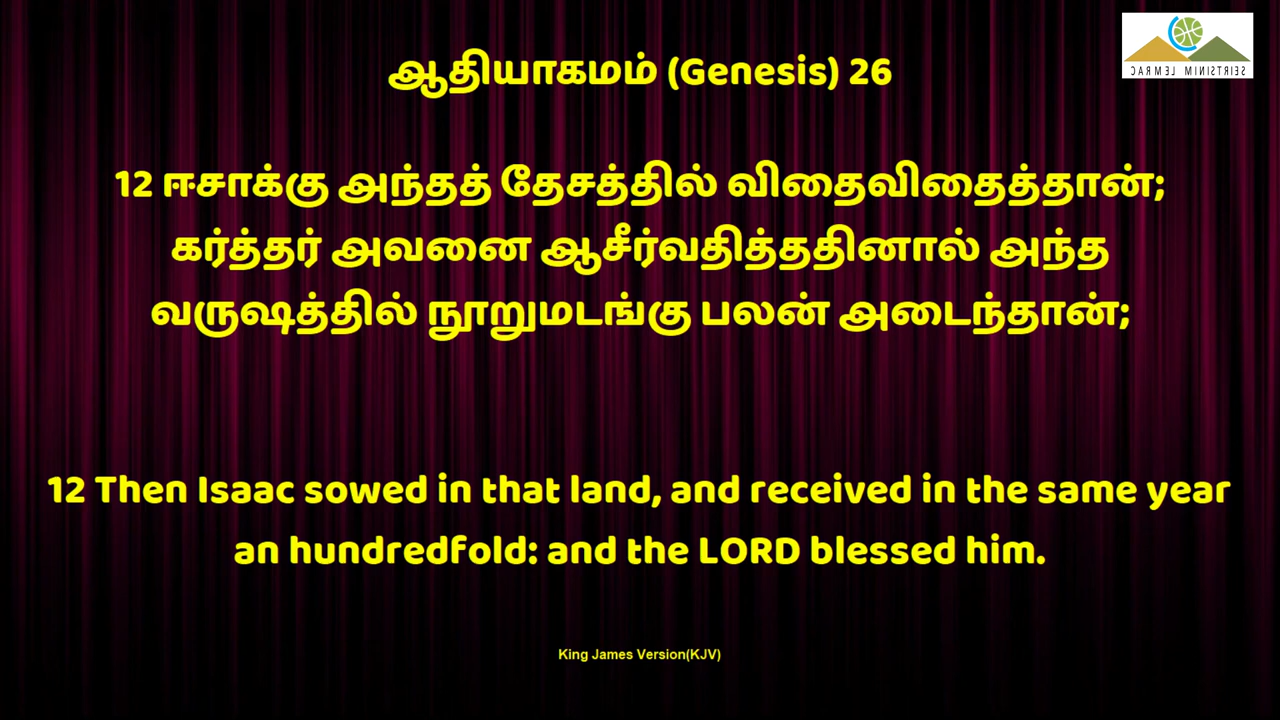 ஆதியாகமம் (Genesis) 26
CARMEL MINISTRIES
12 ஈசாக்கு அந்தத் தேசத்தில் விதைவிதைத்தான்;
கர்த்தர் அவனை ஆசீர்வதித்ததினால் அந்த
வருஷத்தில் நூறுமடங்கு பலன் அடைந்தான்;
12 Then Isaac sowed in that land, and received in the same year
an hundredfold: and the LORD blessed him.
King James Version(KJV)